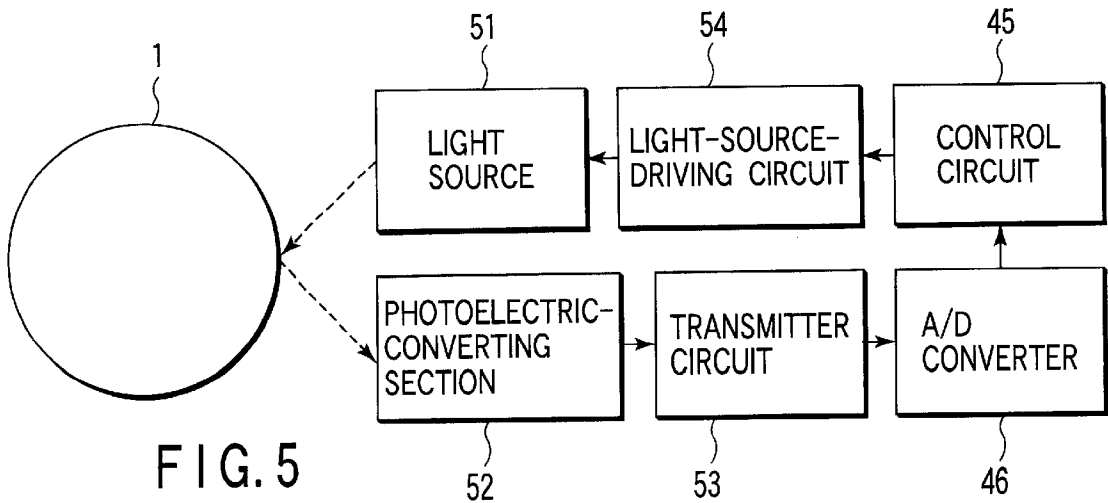 1
51
54
45
LIGHT
SOURCE
LIGHT-SOURCE-
DRIVING CIRCUIT
CONTROL
CIRCUIT
PHOTOELECTRIC-
CONVERTING
SECTION
TRANSMITTER
CIRCUIT
A/D
CONVERTER
52
53
46
FIG. 5